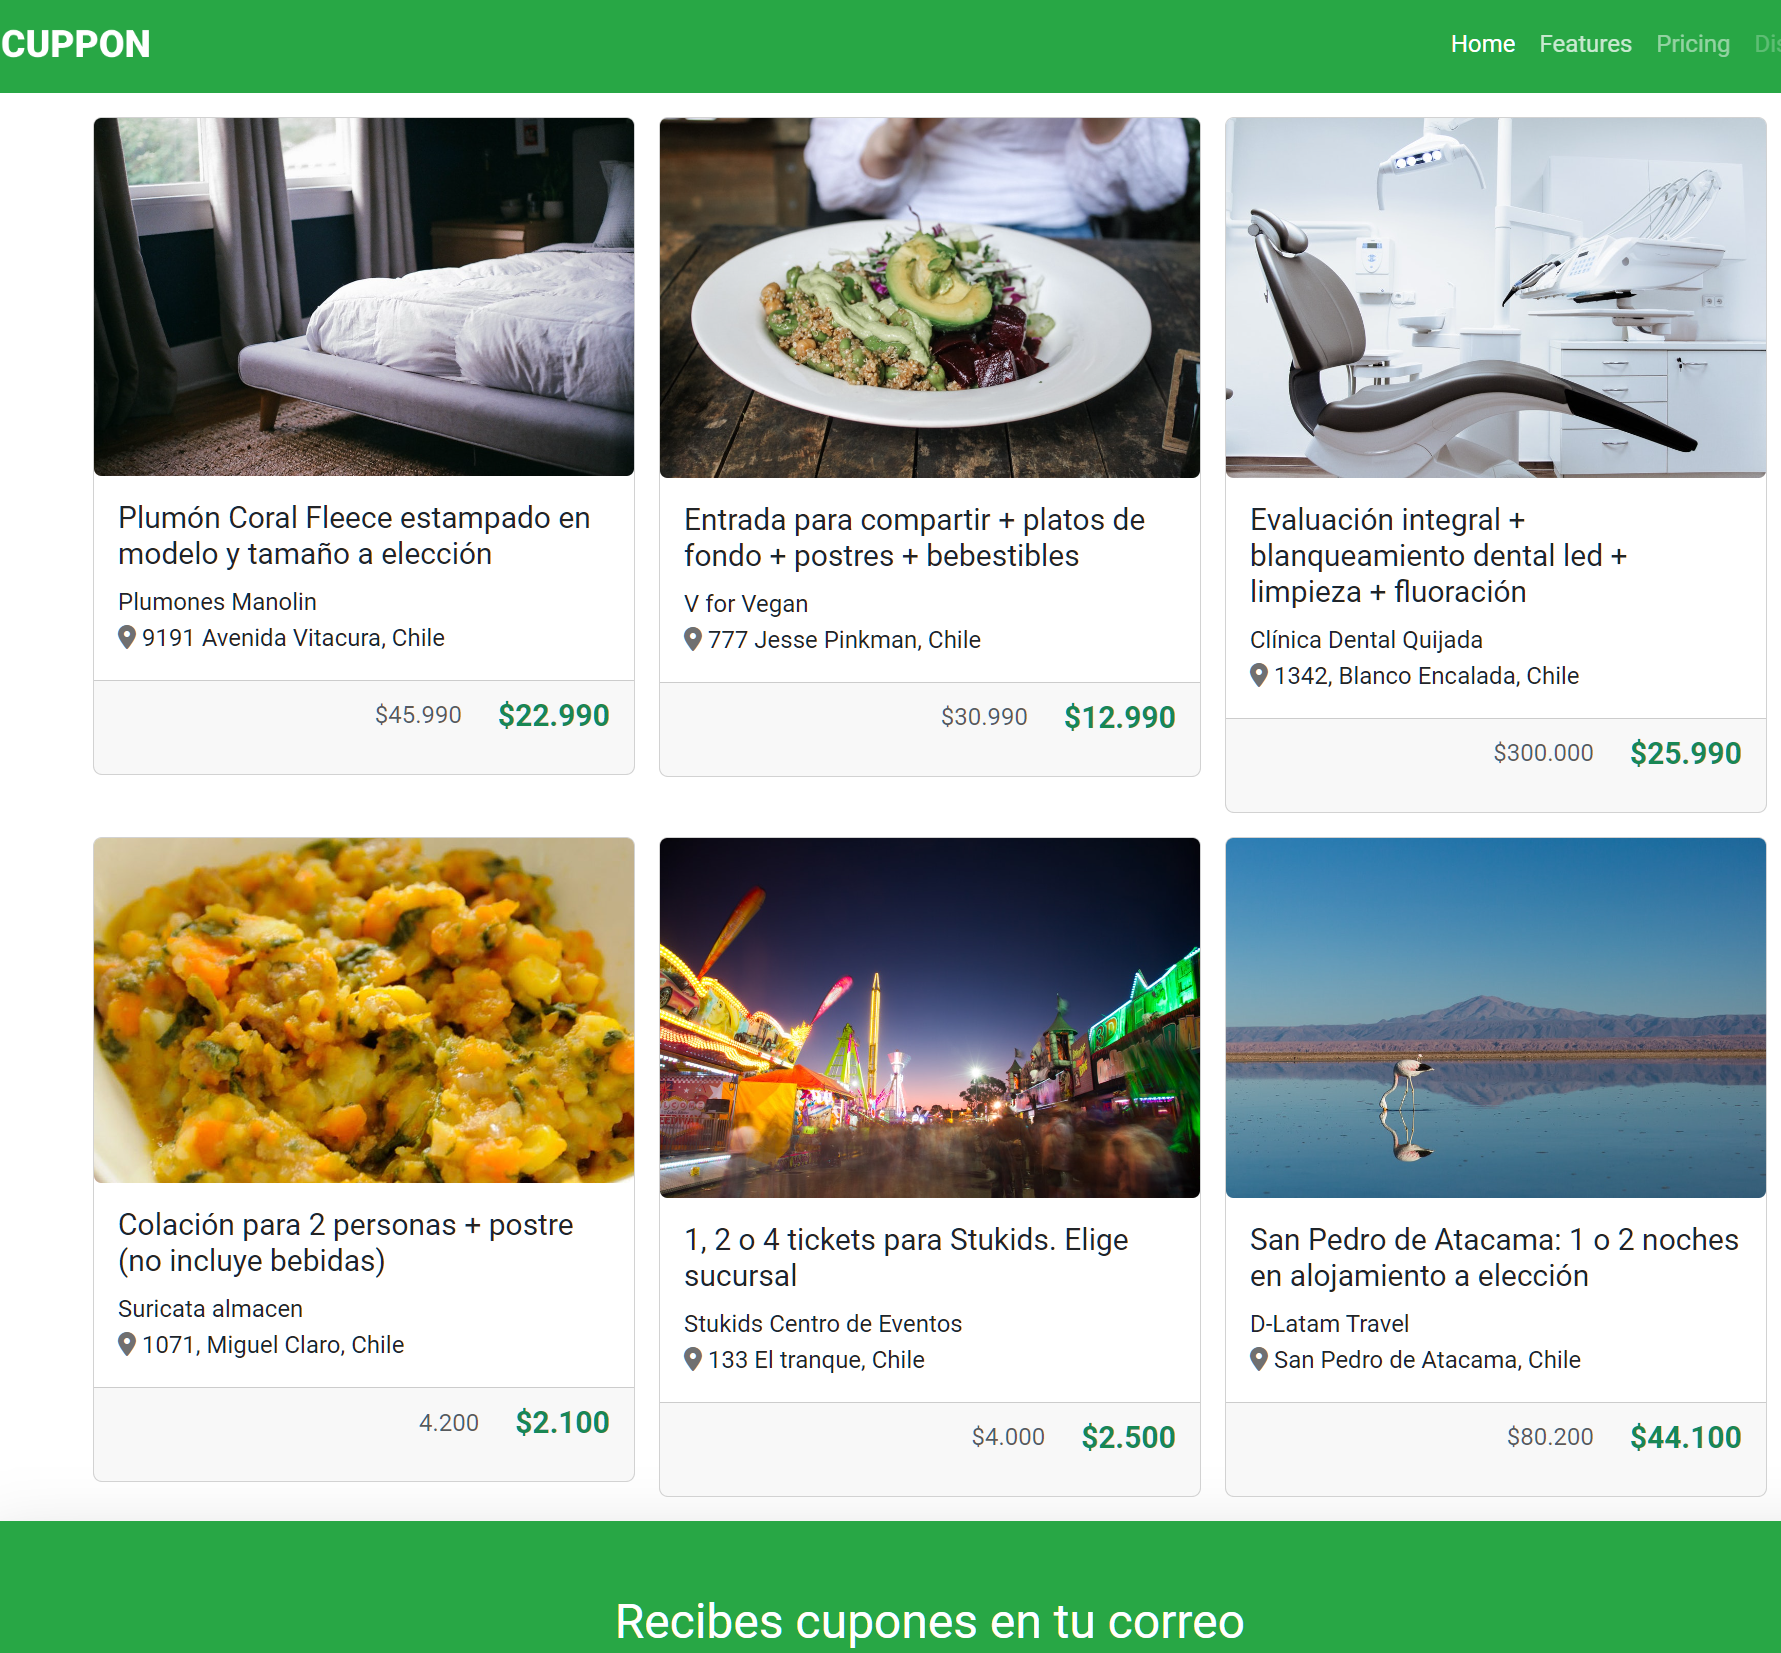 CUPPON
Home Features Pricing
Plumón Coral Fleece estampado en
modelo y tamaño a elección
Plumones Manolin
9191 Avenida Vitacura, Chile
$45.990 $22.990
Entrada para compartir + platos de
fondo + postres + bebestibles
V for Vegan
777 Jesse Pinkman, Chile
$30.990 $12.990
Evaluación integral +
blanqueamiento dental led +
limpieza + fluoración
Clínica Dental Quijada
1342, Blanco Encalada, Chile
$300.000 $25.990
Colación para 2 personas + postre
(no incluye bebidas)
Suricata almacen
1071, Miguel Claro, Chile
4.200 $2.100
1, 2 o 4 tickets para Stukids. Elige
sucursal
Stukids Centro de Eventos
133 El tranque, Chile
$4.000 $2.500
San Pedro de Atacama: 1 o 2 noches
en alojamiento a elección
D-Latam Travel
San Pedro de Atacama, Chile
$80.200 $44.100
Recibes cupones en tu correo